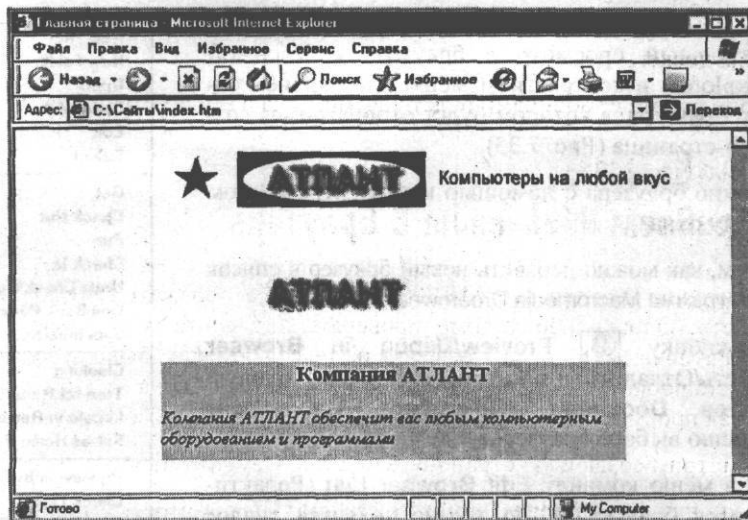 Главная страница - Microsoft Internet Explorer
Файл Правка Вид Избранное Сервис Справка
Назад Поиск Избранное »
Адрес: C:\Сайты\index.htm Переход
АТЛАНТ Компьютеры на любой вкус
АТЛАНТ
Компания АТЛАНТ
Компания АТЛАНТ обеспечит вас любым компьютерным
оборудованием и программами
Готово My Computer